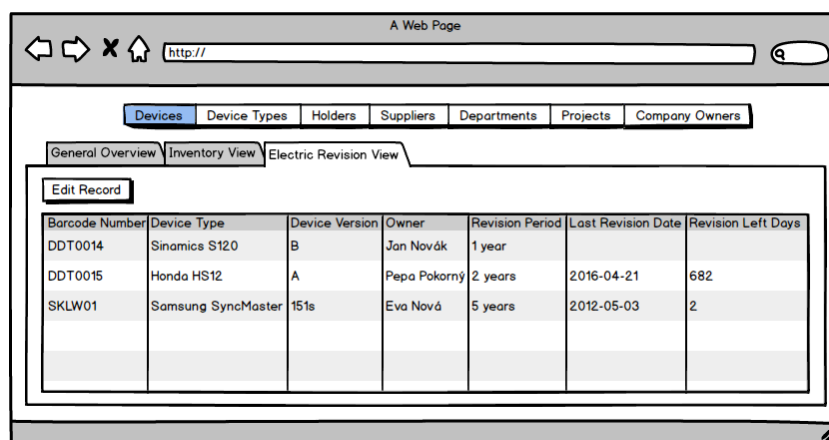 A Web Page
http://
Devices Device Types Holders Suppliers Departments Projects Company Owners
General Overview Inventory View Electric Revision View
Edit Record
Barcode Number Device Type Device Version Owner Revision Period Last Revision Date Revision Left Days
DDT0014 Sinamics S120 B Jan Novák 1 year
DDT0015 Honda HS12 A Pepa Pokorný 2 years 2016-04-21 682
SKLW01 Samsung SyncMaster 151s Eva Nová 5 years 2012-05-03 2